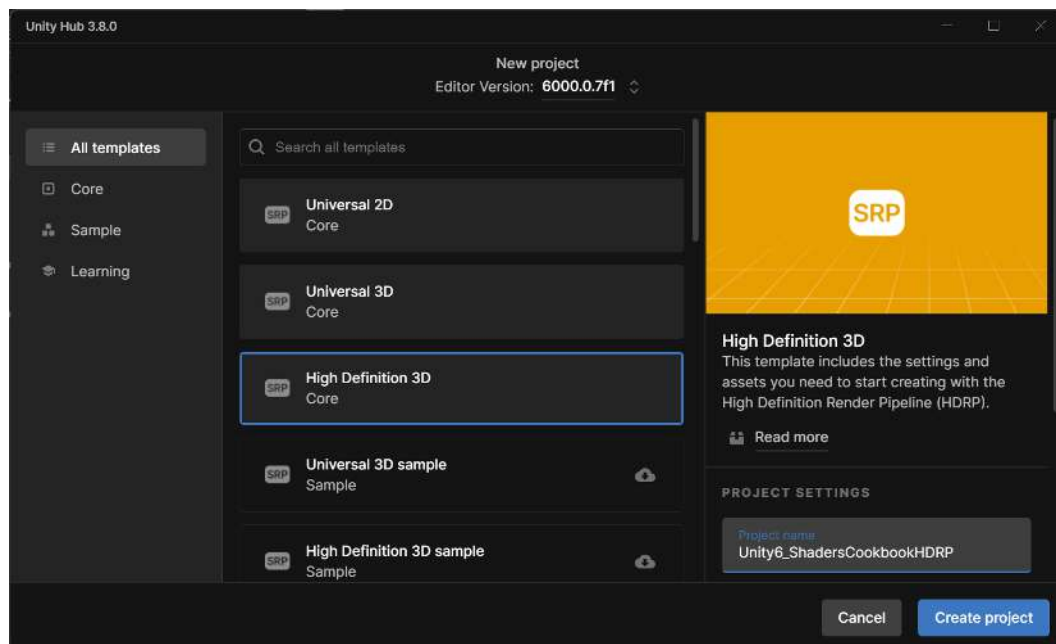 Unity Hub 3.8.0
New project
Editor Version: 6000.0.7f1
All templates
Core
Sample
Learning
Search all templates
SRP
Universal 2D
Core
SRP
Universal 3D
Core
SRP
High Definition 3D
Core
SRP
Universal 3D sample
Sample
SRP
High Definition 3D sample
Sample
SRP
High Definition 3D
This template includes the settings and
assets you need to start creating with the
High Definition Render Pipeline (HDRP).
Read more
PROJECT SETTINGS
Project name
Unity6_ShadersCookbookHDRP
Cancel
Create project